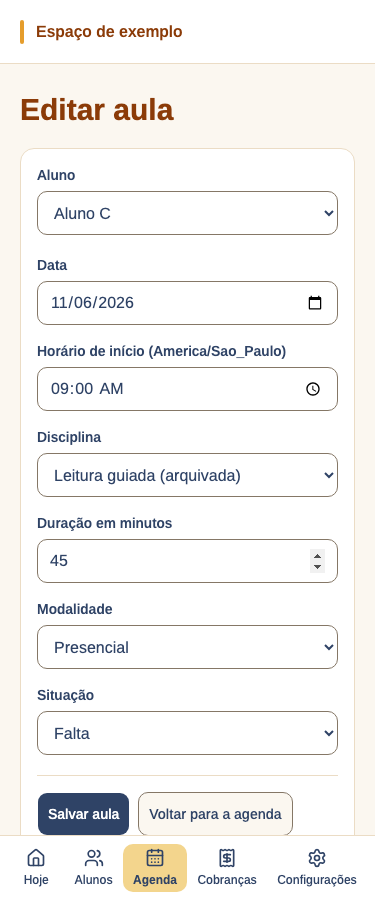 Espaço de exemplo
Editar aula
Aluno
Aluno C
Data
11/06/2026
Horário de início (America/Sao_Paulo)
09:00 AM
Disciplina
Leitura guiada (arquivada)
Duração em minutos
45
Modalidade
Presencial
Situação
Falta
Salvar aula Voltar para a agenda
Hoje Alunos Agenda Cobranças Configurações